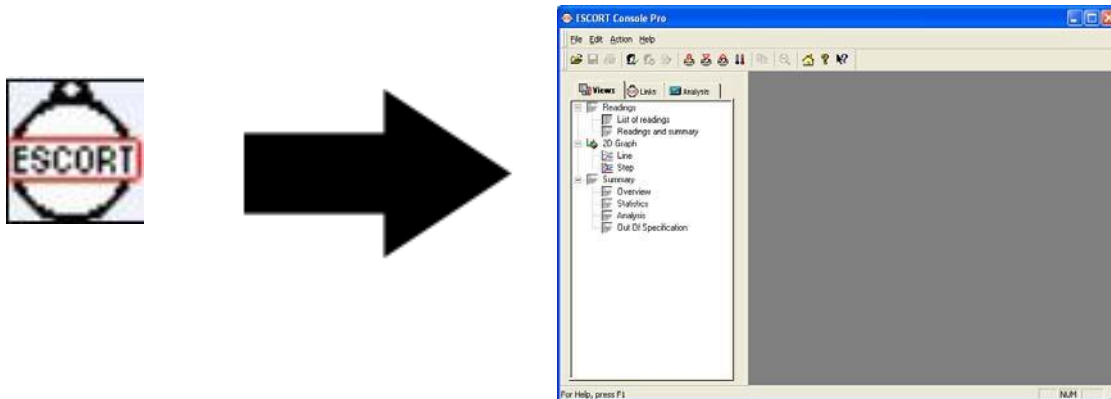 ESCORT
ESCORT Console Pro
File Edit Action Help
Views Links Analysis
Readings
List of readings
Readings and summary
2D Graph
Line
Step
Summary
Overview
Statistics
Analysis
Out Of Specification
For Help, press F1
NUM